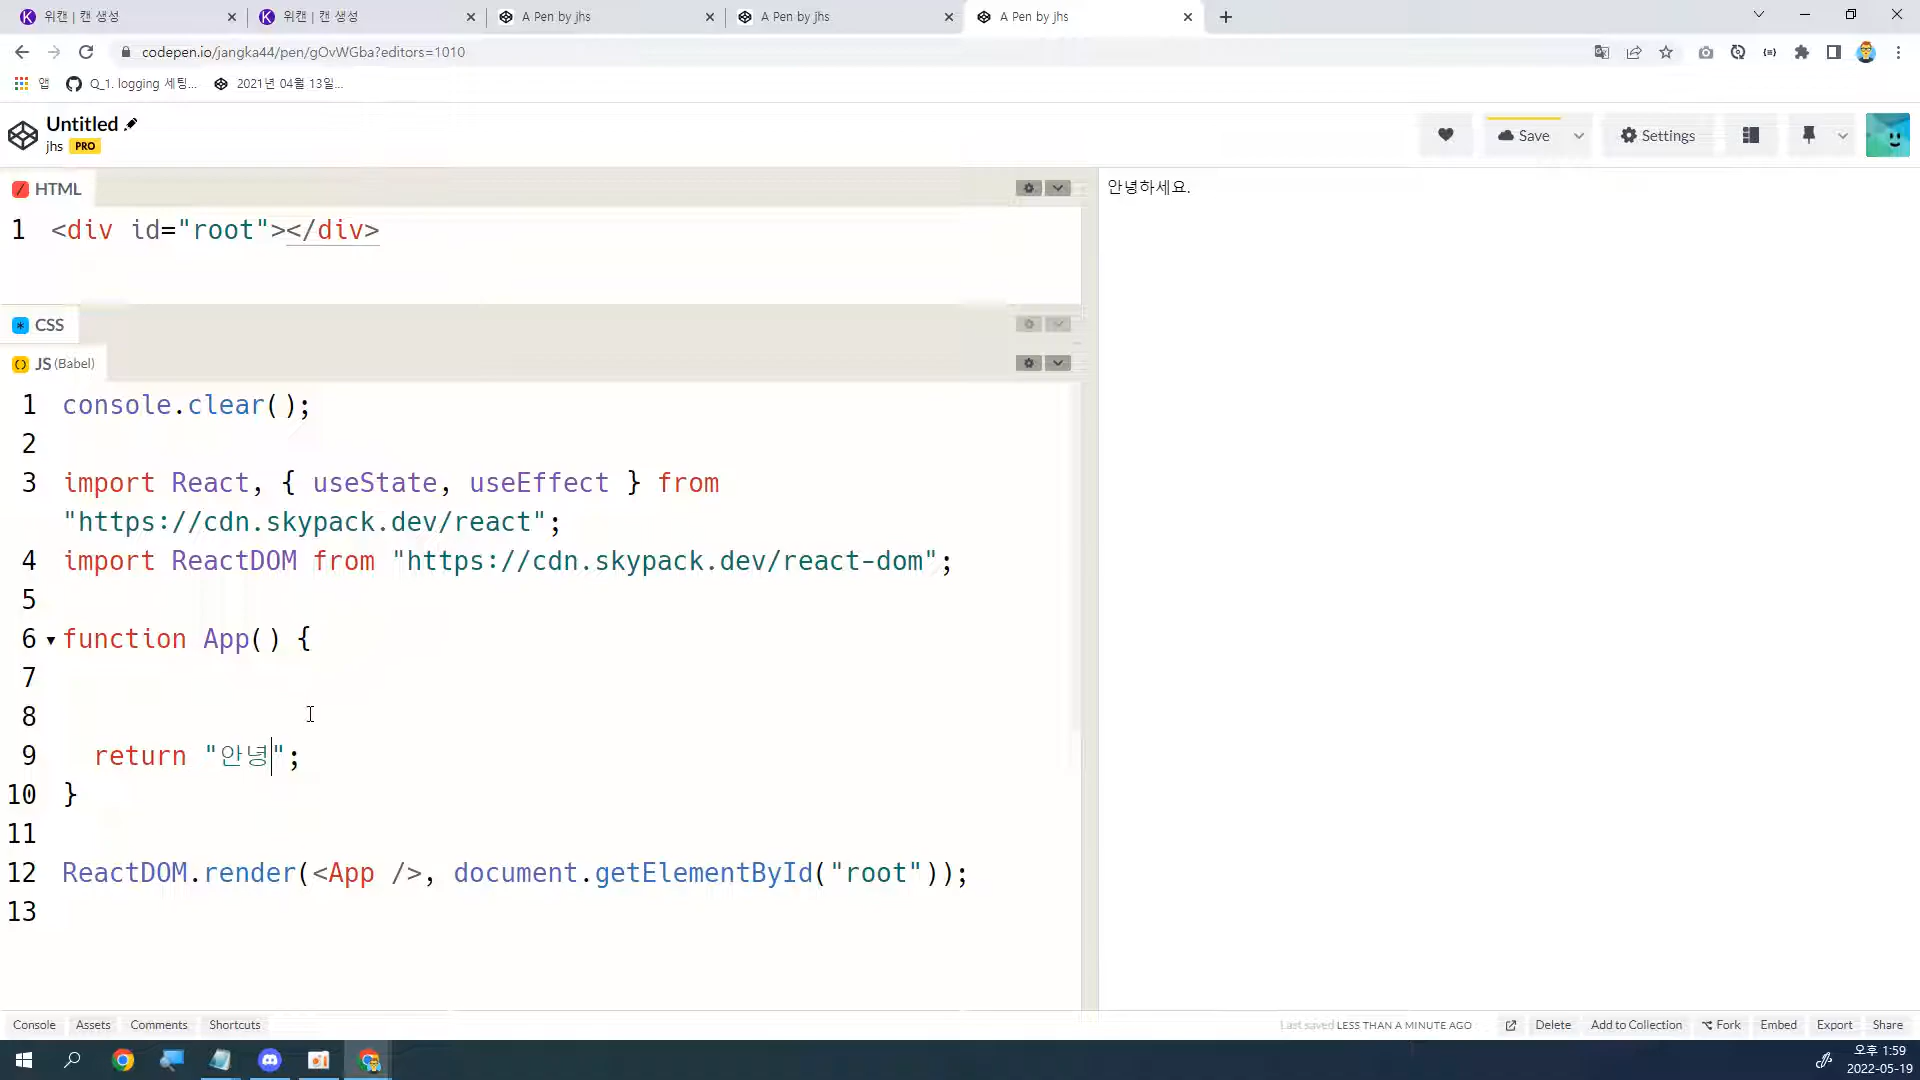 위캔 | 캔 생성
위캔 | 캔 생성
A Pen by jhs
A Pen by jhs
A Pen by jhs
codepen.io/jangka44/pen/gOvWGba?editors=1010
앱
Q_1. logging 세팅...
2021년 04월 13일...
Untitled
jhs PRO
Save
Settings
HTML
1 <div id="root"></div>
CSS
JS (Babel)
1 console.clear();
2
3 import React, { useState, useEffect } from
"https://cdn.skypack.dev/react";
4 import ReactDOM from "https://cdn.skypack.dev/react-dom";
5
6 function App() {
7
8
9 return "안녕";
10 }
11
12 ReactDOM.render(<App />, document.getElementById("root"));
13
안녕하세요.
Console
Assets
Comments
Shortcuts
Last saved LESS THAN A MINUTE AGO
Delete
Add to Collection
Fork
Embed
Export
Share
오후 1:59
2022-05-19